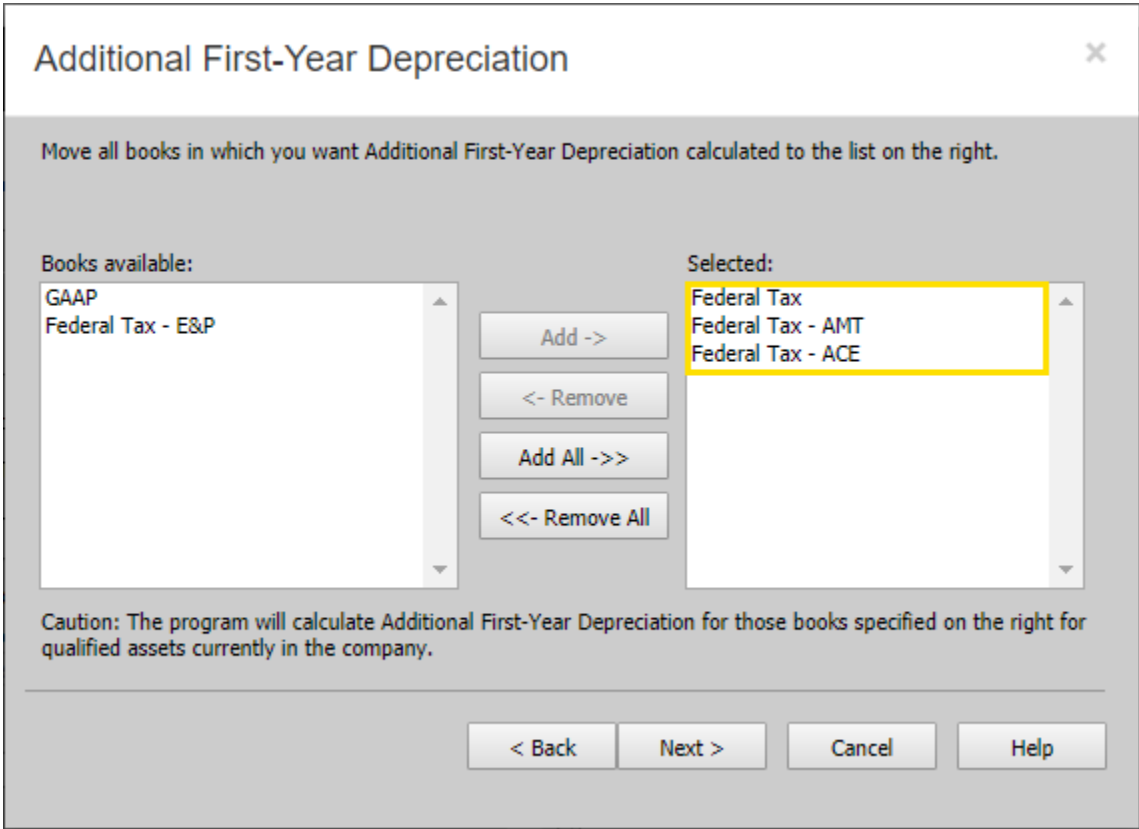 Additional First-Year Depreciation
×
Move all books in which you want Additional First-Year Depreciation calculated to the list on the right.
Books available:
GAAP
Federal Tax - E&P
Add ->
<- Remove
Add All ->>
<<- Remove All
Selected:
Federal Tax
Federal Tax - AMT
Federal Tax - ACE
Caution: The program will calculate Additional First-Year Depreciation for those books specified on the right for
qualified assets currently in the company.
< Back
Next >
Cancel
Help